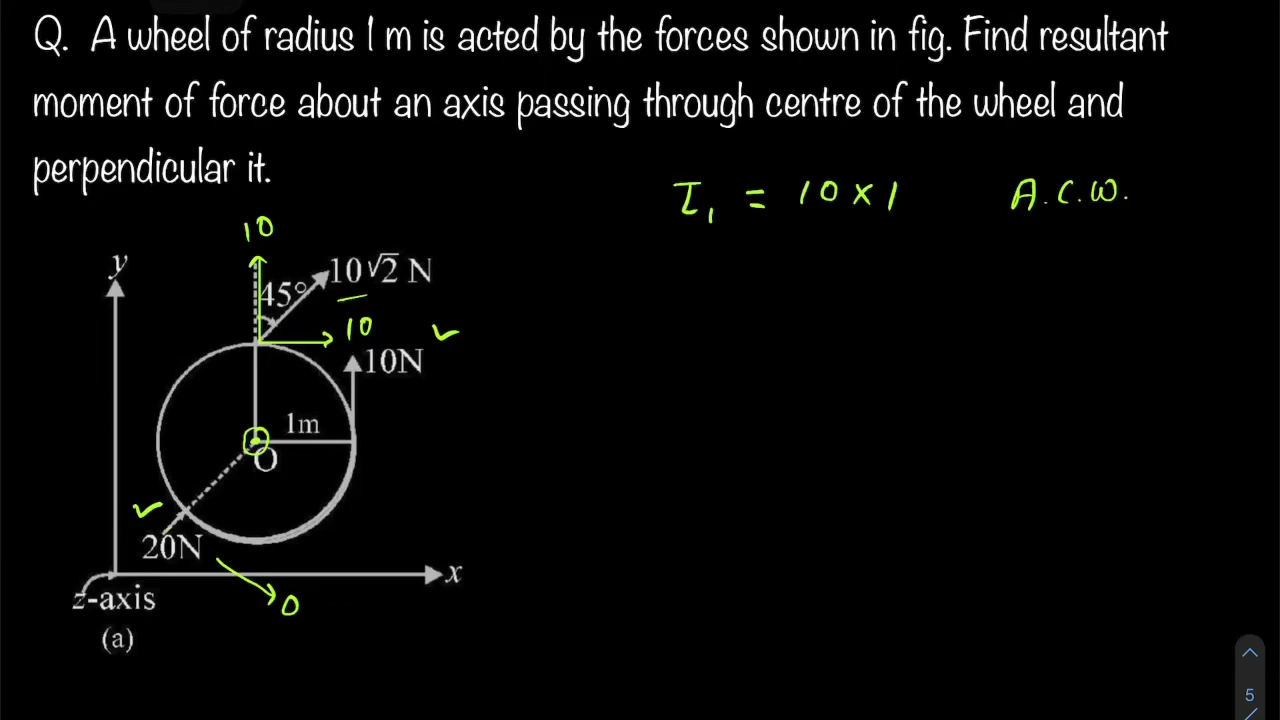 Q. A wheel of radius 1 m is acted by the forces shown in fig. Find resultant
moment of force about an axis passing through centre of the wheel and
perpendicular it.
τ₁ = 10 × 1 A.C.W.
10
y
10√2 N
45°
10
10N
1m
O
20N
x
z-axis
0
(a)
5